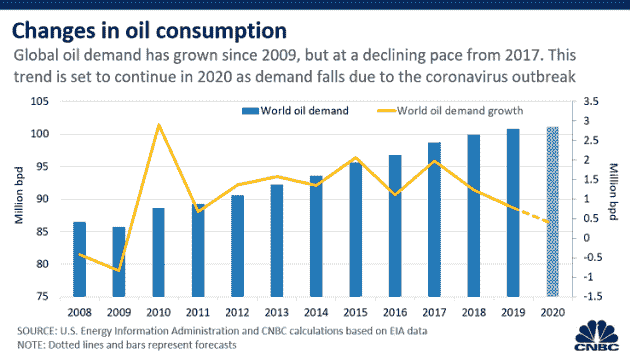 Changes in oil consumption
Global oil demand has grown since 2009, but at a declining pace from 2017. This
trend is set to continue in 2020 as demand falls due to the coronavirus outbreak
World oil demand
World oil demand growth
Million bpd
105
100
95
90
85
80
75
3.5
3
2.5
2
1.5
1
0.5
0
-0.5
-1
-1.5
Million bpd
2008 2009 2010 2011 2012 2013 2014 2015 2016 2017 2018 2019 2020
SOURCE: U.S. Energy Information Administration and CNBC calculations based on EIA data
NOTE: Dotted lines and bars represent forecasts
CNBC